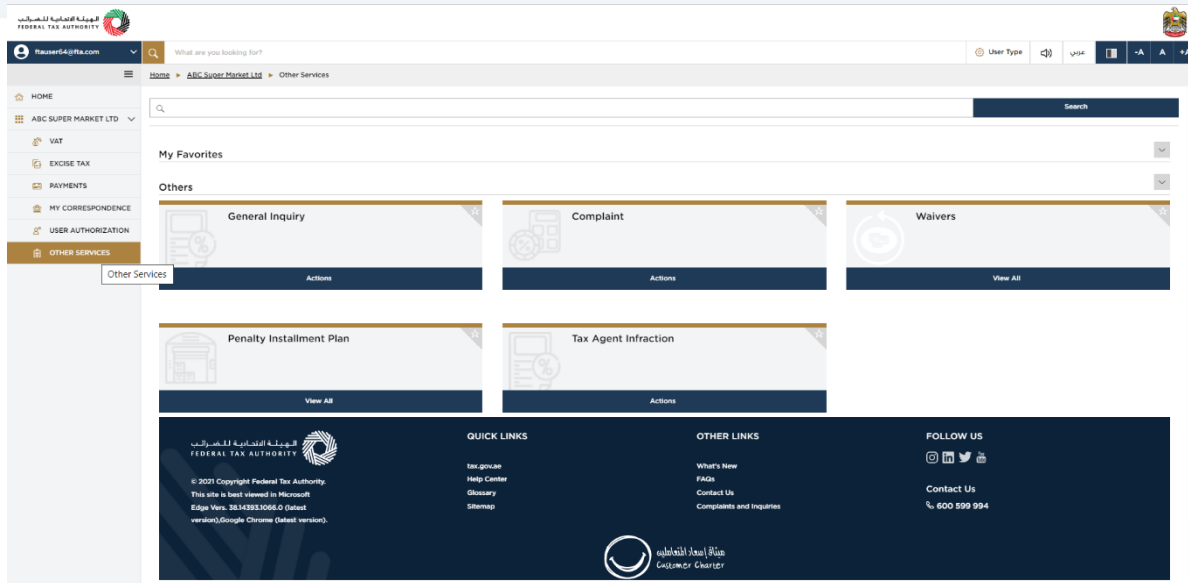 الهيئة الاتحادية للضرائب
FEDERAL TAX AUTHORITY
ftauser64@fta.com
What are you looking for?
User Type
عربي
-A
A
+A
Home ► ABC Super Market Ltd ► Other Services
HOME
ABC SUPER MARKET LTD
VAT
EXCISE TAX
PAYMENTS
MY CORRESPONDENCE
USER AUTHORIZATION
OTHER SERVICES
Other Services
Search
My Favorites
Others
General Inquiry
Actions
Complaint
Actions
Waivers
View All
Penalty Installment Plan
View All
Tax Agent Infraction
Actions
الهيئة الاتحادية للضرائب
FEDERAL TAX AUTHORITY
© 2021 Copyright Federal Tax Authority.
This site is best viewed in Microsoft
Edge Vers. 38.14393.1066.0 (latest
version),Google Chrome (latest version).
QUICK LINKS
tax.gov.ae
Help Center
Glossary
Sitemap
OTHER LINKS
What's New
FAQs
Contact Us
Complaints and Inquiries
FOLLOW US
Contact Us
600 599 994
ميثاق إسعاد المتعاملين
Customer Charter